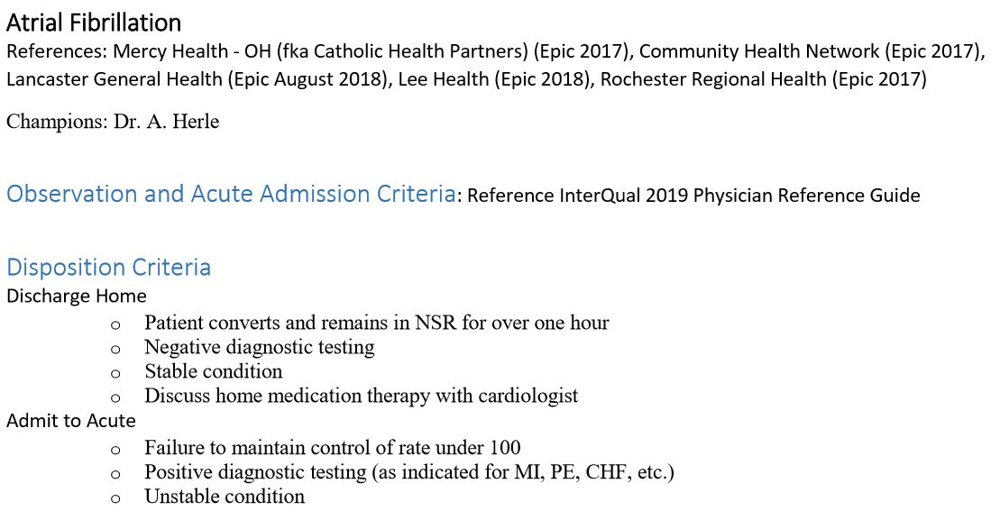 Atrial Fibrillation
References: Mercy Health - OH (fka Catholic Health Partners) (Epic 2017), Community Health Network (Epic 2017),
Lancaster General Health (Epic August 2018), Lee Health (Epic 2018), Rochester Regional Health (Epic 2017)
Champions: Dr. A. Herle
Observation and Acute Admission Criteria: Reference InterQual 2019 Physician Reference Guide
Disposition Criteria
Discharge Home
o Patient converts and remains in NSR for over one hour
o Negative diagnostic testing
o Stable condition
o Discuss home medication therapy with cardiologist
Admit to Acute
o Failure to maintain control of rate under 100
o Positive diagnostic testing (as indicated for MI, PE, CHF, etc.)
o Unstable condition